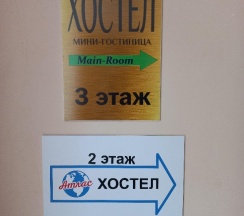 ХОСТЕЛ
МИНИ-ГОСТИНИЦА
Main-Room
3 этаж
2 этаж
Атлас ХОСТЕЛ